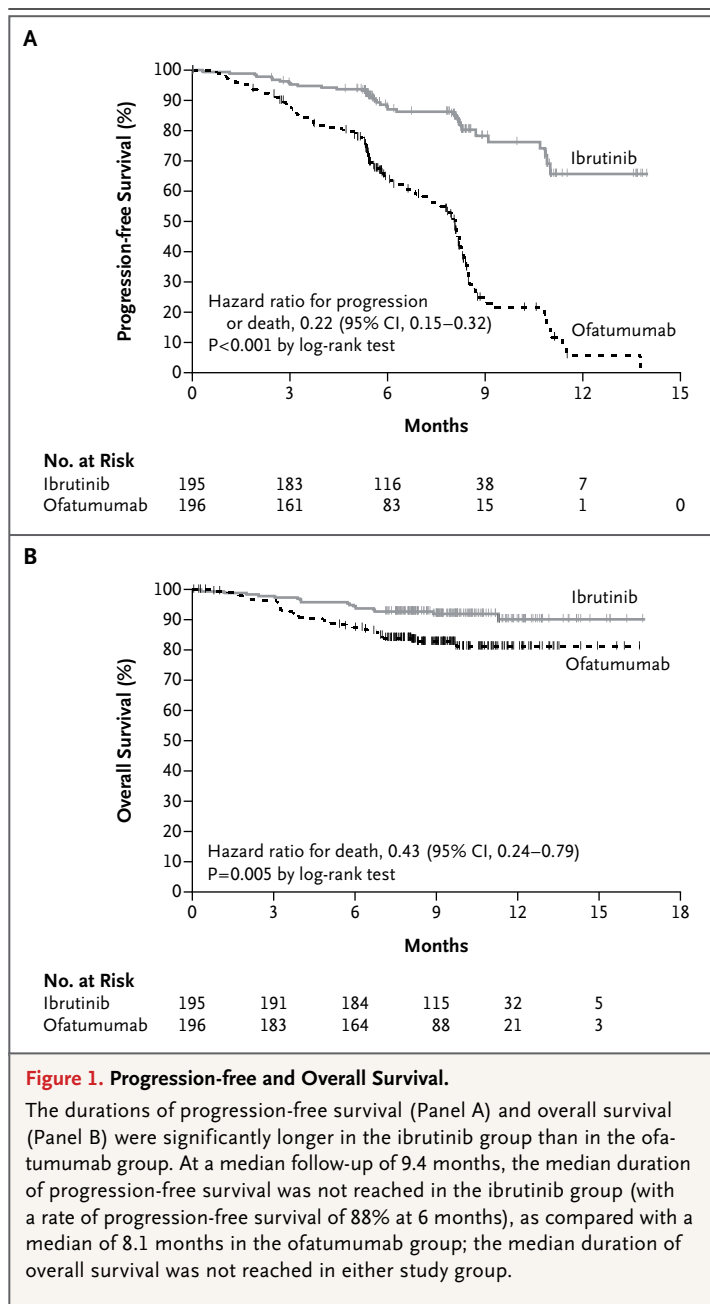 A
100
90
80
70
60
50
40
30
20
10
0
Progression-free Survival (%)
Ibrutinib
Ofatumumab
Hazard ratio for progression
or death, 0.22 (95% CI, 0.15–0.32)
P<0.001 by log-rank test
0 3 6 9 12 15
Months
No. at Risk
Ibrutinib 195 183 116 38 7
Ofatumumab 196 161 83 15 1 0
B
100
90
80
70
60
50
40
30
20
10
0
Overall Survival (%)
Ibrutinib
Ofatumumab
Hazard ratio for death, 0.43 (95% CI, 0.24–0.79)
P=0.005 by log-rank test
0 3 6 9 12 15 18
Months
No. at Risk
Ibrutinib 195 191 184 115 32 5
Ofatumumab 196 183 164 88 21 3
Figure 1. Progression-free and Overall Survival.
The durations of progression-free survival (Panel A) and overall survival
(Panel B) were significantly longer in the ibrutinib group than in the ofa-
tumumab group. At a median follow-up of 9.4 months, the median duration
of progression-free survival was not reached in the ibrutinib group (with
a rate of progression-free survival of 88% at 6 months), as compared with a
median of 8.1 months in the ofatumumab group; the median duration of
overall survival was not reached in either study group.